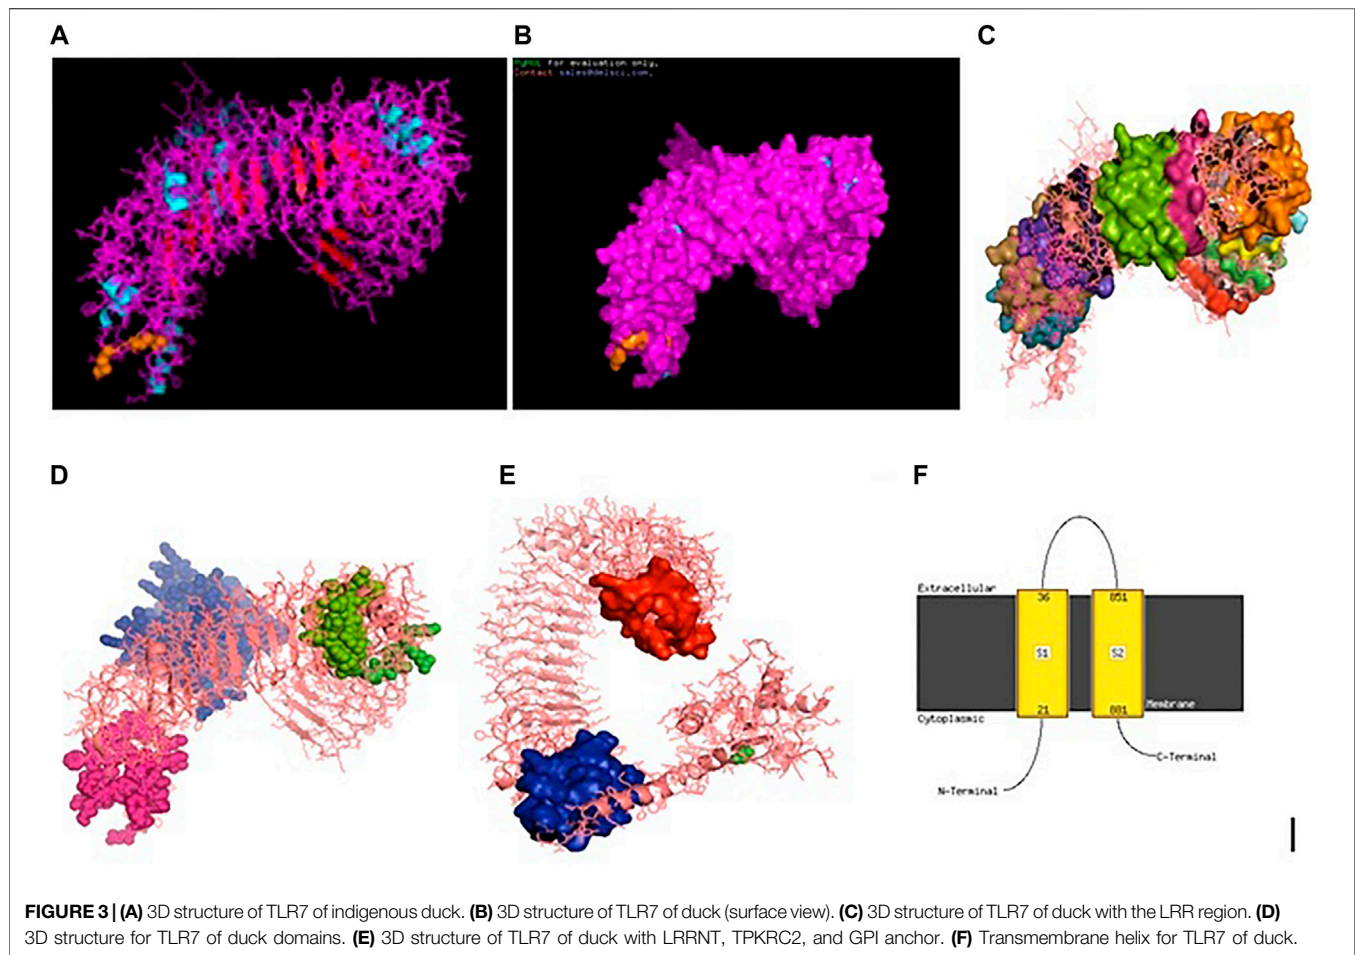 A
B
C
PyMOL for evaluation only.
Contact sales@delsci.com.
D
E
F
Extracellular
36
851
S1
S2
21
881
Membrane
Cytoplasmic
C-Terminal
N-Terminal
FIGURE 3 | (A) 3D structure of TLR7 of indigenous duck. (B) 3D structure of TLR7 of duck (surface view). (C) 3D structure of TLR7 of duck with the LRR region. (D)
3D structure for TLR7 of duck domains. (E) 3D structure of TLR7 of duck with LRRNT, TPKRC2, and GPI anchor. (F) Transmembrane helix for TLR7 of duck.